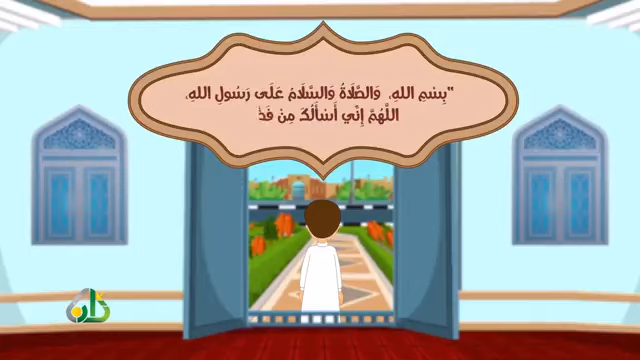 "بِسْمِ اللهِ، وَالصَّلَاةُ وَالسَّلَامُ عَلَى رَسُولِ اللهِ،
اللَّهُمَّ إِنِّي أَسْأَلُكَ مِنْ فَضْ